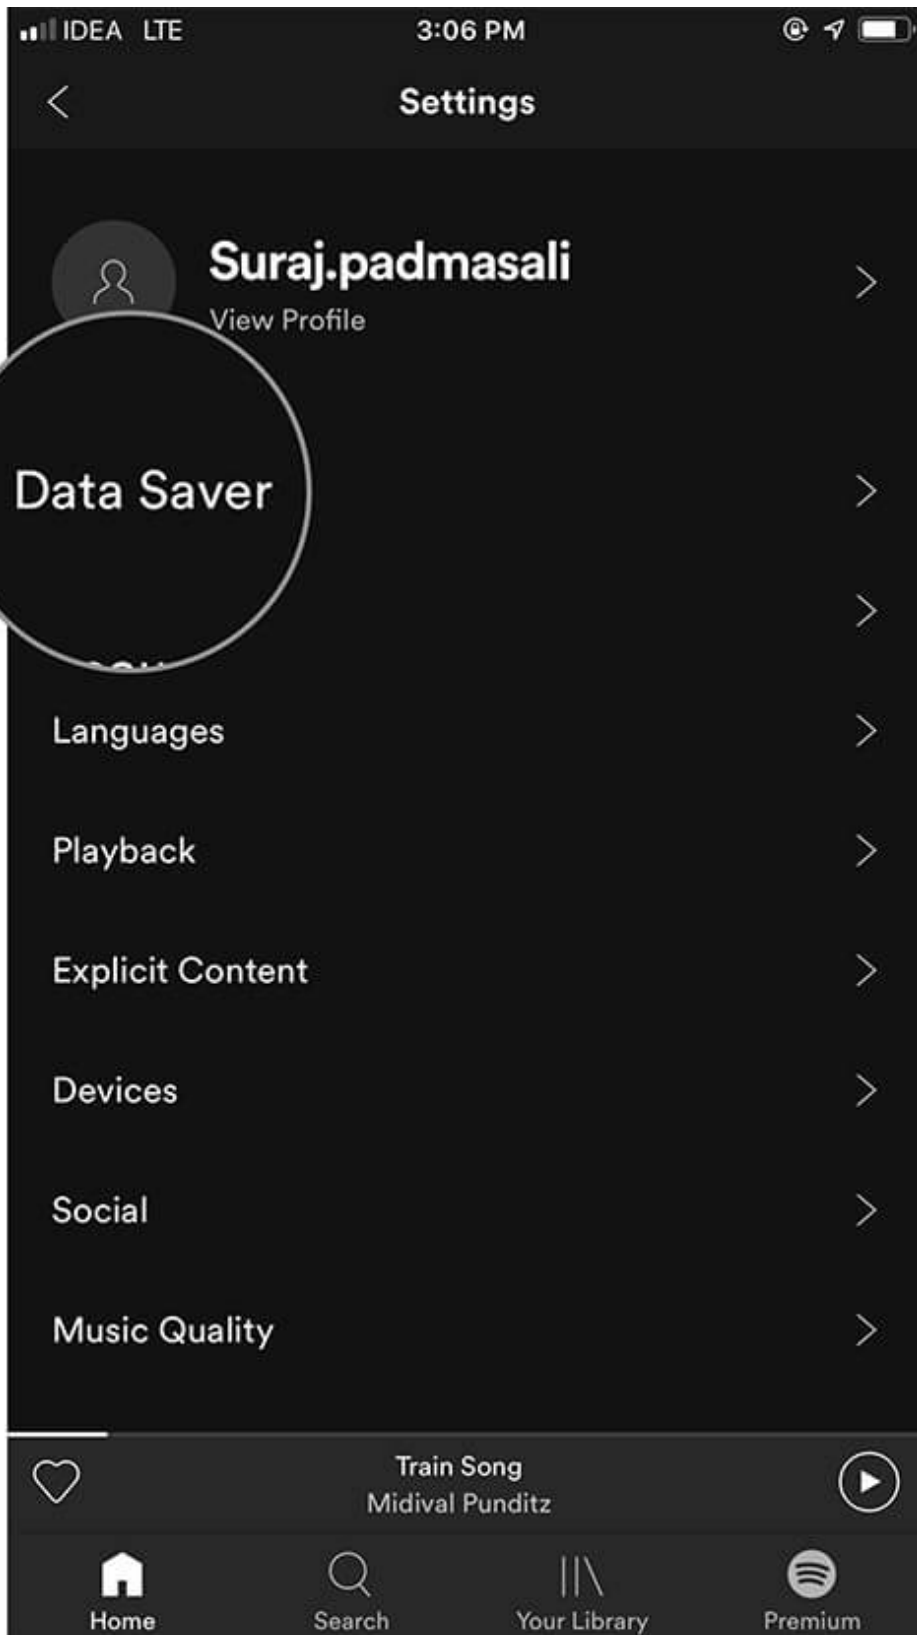 IDEA LTE 3:06 PM
Settings
Suraj.padmasali
View Profile
Data Saver
Languages
Playback
Explicit Content
Devices
Social
Music Quality
Train Song
Midival Punditz
Home Search Your Library Premium